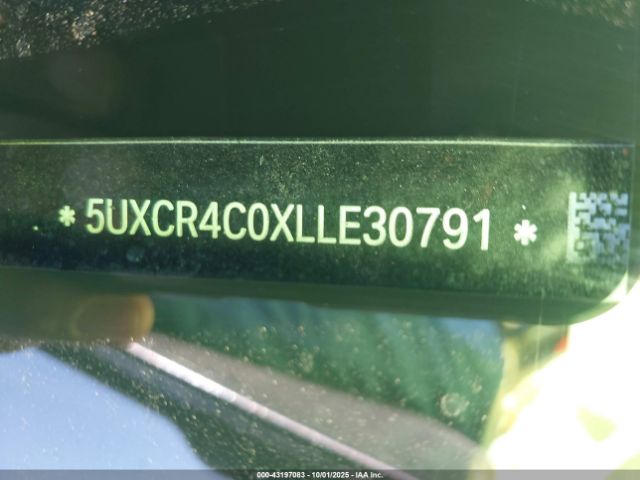 * 5UXCR4C0XLLE30791 *
000-43197083 - 10/01/2025 - IAA Inc.